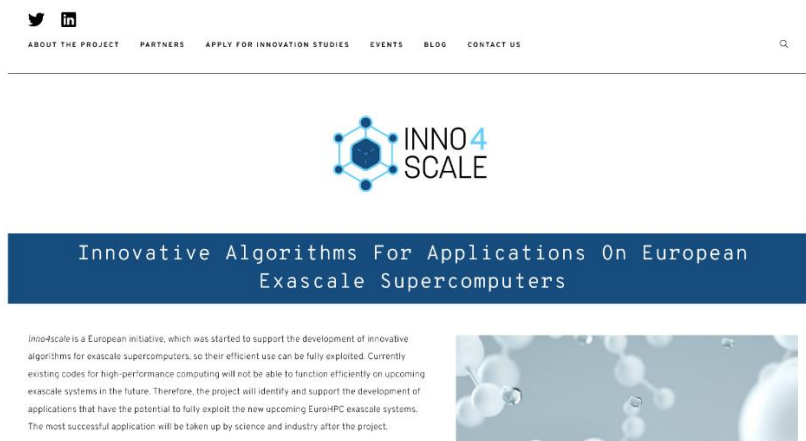 ABOUT THE PROJECT PARTNERS APPLY FOR INNOVATION STUDIES EVENTS BLOG CONTACT US
INNO4
SCALE
Innovative Algorithms For Applications On European
Exascale Supercomputers
Inno4scale is a European initiative, which was started to support the development of innovative
algorithms for exascale supercomputers, so their efficient use can be fully exploited. Currently
existing codes for high-performance computing will not be able to function efficiently on upcoming
exascale systems in the future. Therefore, the project will identify and support the development of
applications that have the potential to fully exploit the new upcoming EuroHPC exascale systems.
The most successful application will be taken up by science and industry after the project.